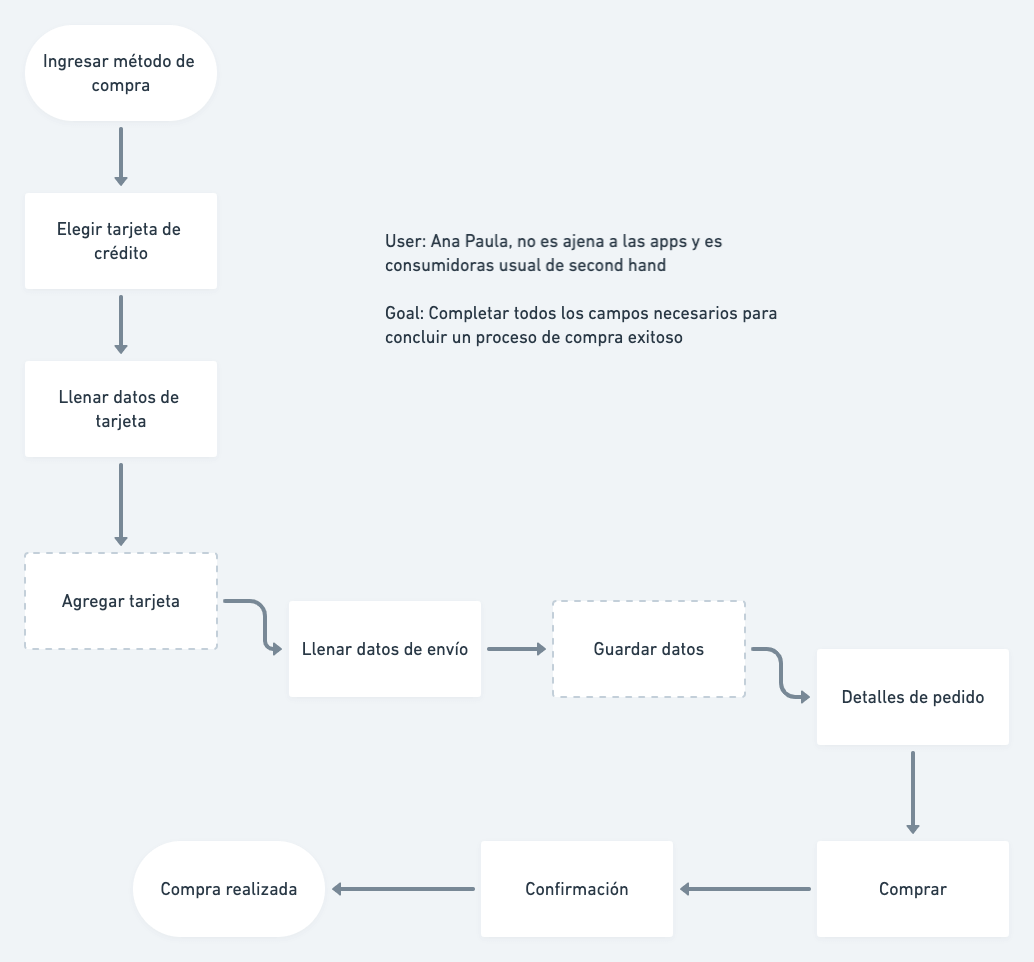 Ingresar método de
compra
Elegir tarjeta de
crédito
User: Ana Paula, no es ajena a las apps y es
consumidoras usual de second hand
Goal: Completar todos los campos necesarios para
concluir un proceso de compra exitoso
Llenar datos de
tarjeta
Agregar tarjeta
Llenar datos de envío
Guardar datos
Detalles de pedido
Comprar
Confirmación
Compra realizada